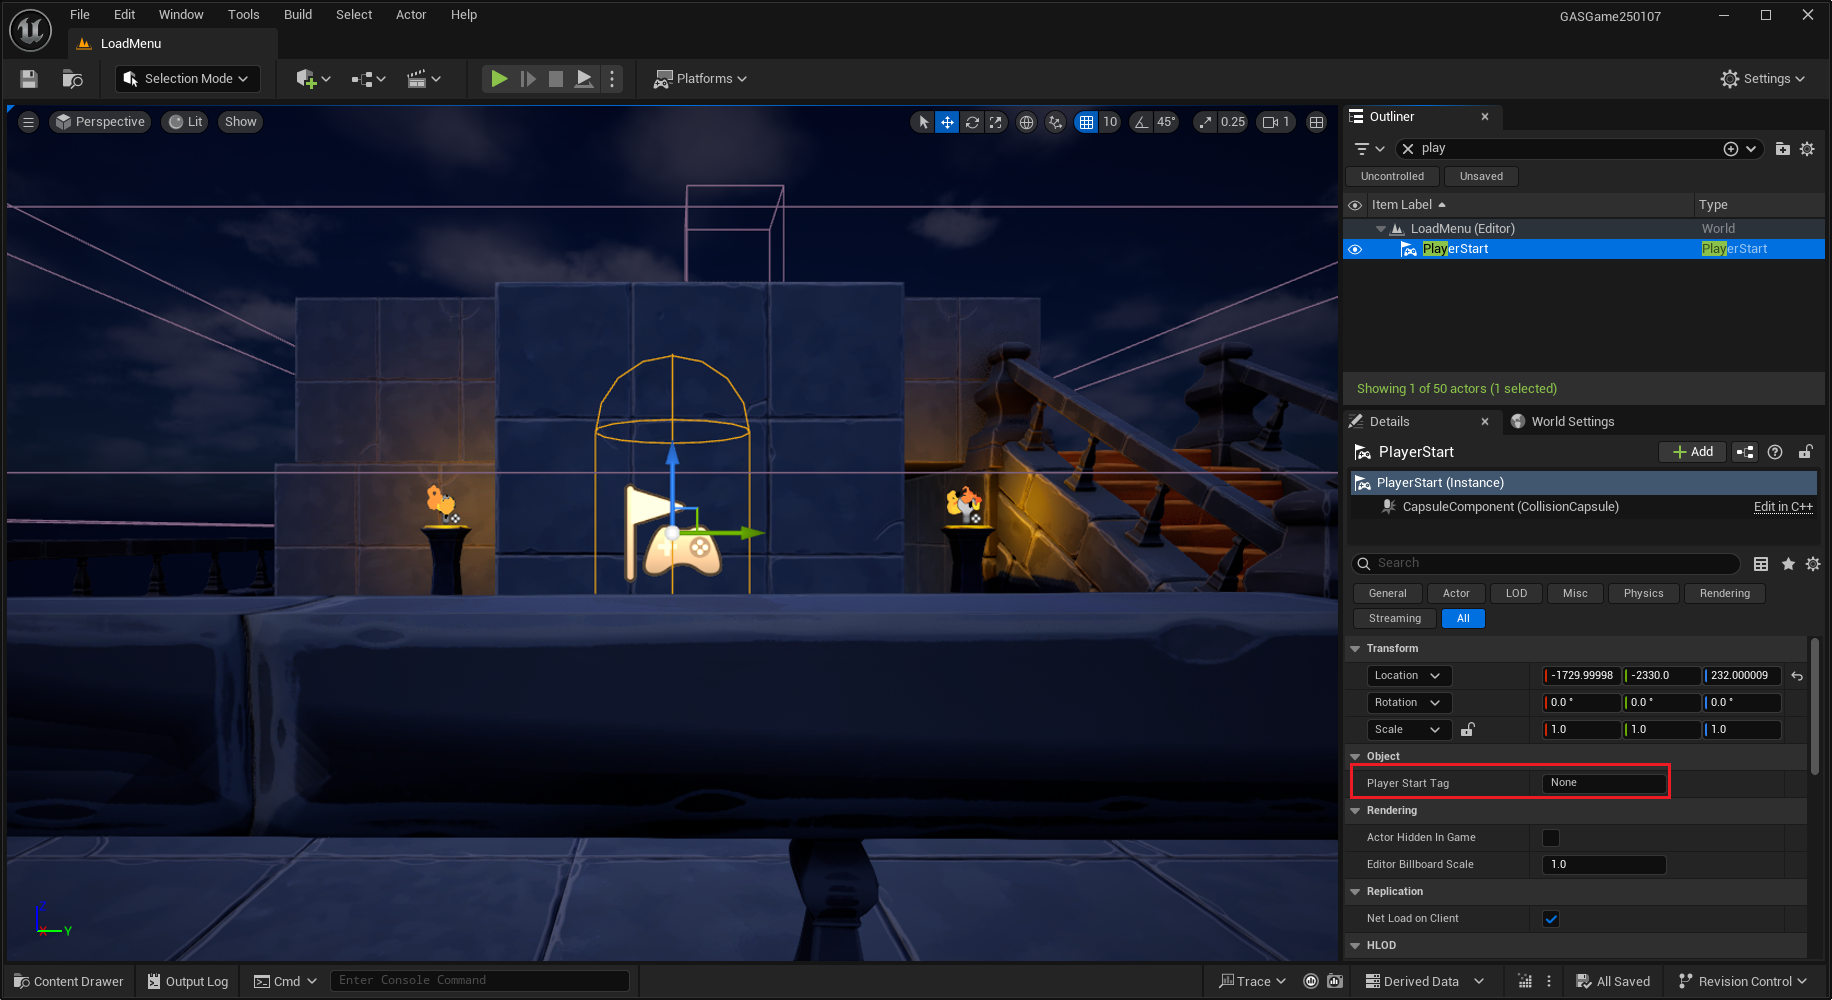 File Edit Window Tools Build Select Actor Help
GASGame250107
LoadMenu
Selection Mode
Platforms
Settings
Perspective Lit Show
10 45° 0.25 1
Outliner
play
Uncontrolled Unsaved
Item Label Type
LoadMenu (Editor) World
PlayerStart PlayerStart
Showing 1 of 50 actors (1 selected)
Details World Settings
PlayerStart Add
PlayerStart (Instance)
CapsuleComponent (CollisionCapsule) Edit in C++
Search
General Actor LOD Misc Physics Rendering
Streaming All
Transform
Location -1729.99998 -2330.0 232.000009
Rotation 0.0 ° 0.0 ° 0.0 °
Scale 1.0 1.0 1.0
Object
Player Start Tag None
Rendering
Actor Hidden In Game
Editor Billboard Scale 1.0
Replication
Net Load on Client
HLOD
Z
X Y
Content Drawer Output Log Cmd Enter Console Command Trace Derived Data All Saved Revision Control